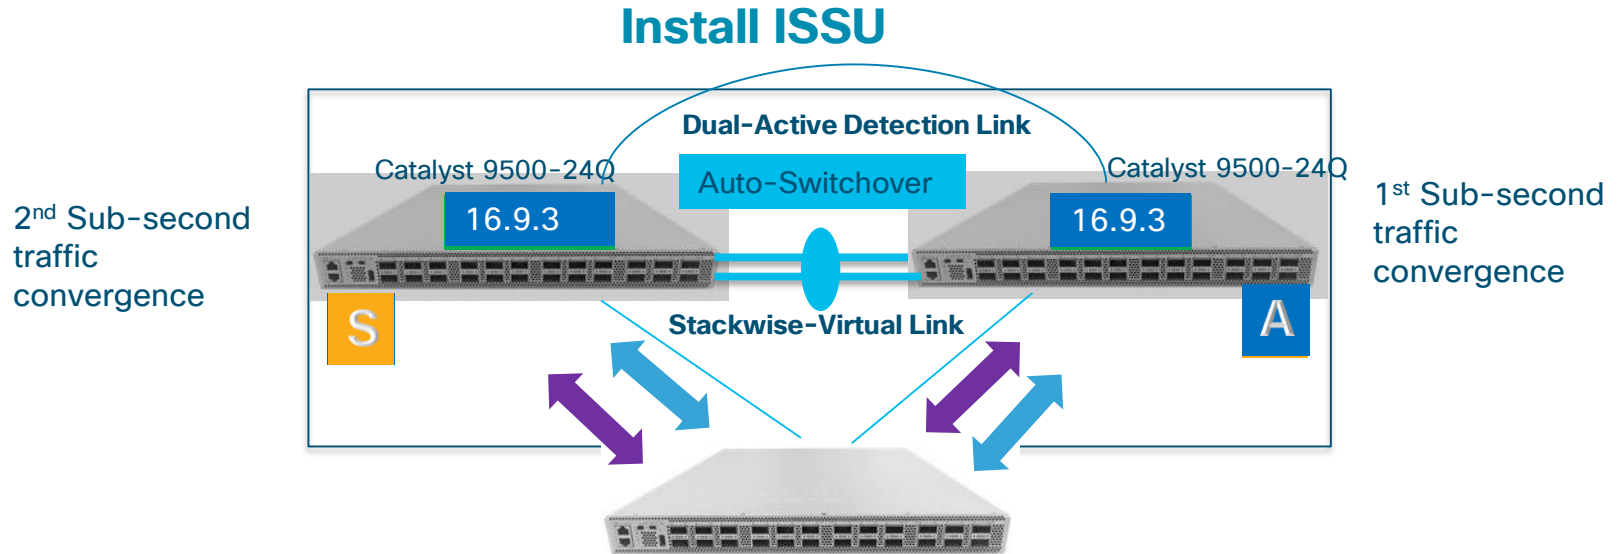 Install ISSU
Dual-Active Detection Link
Catalyst 9500-24Q
Auto-Switchover
Catalyst 9500-24Q
2nd Sub-second
traffic
convergence
16.9.3
16.9.3
1st Sub-second
traffic
convergence
S
Stackwise-Virtual Link
A